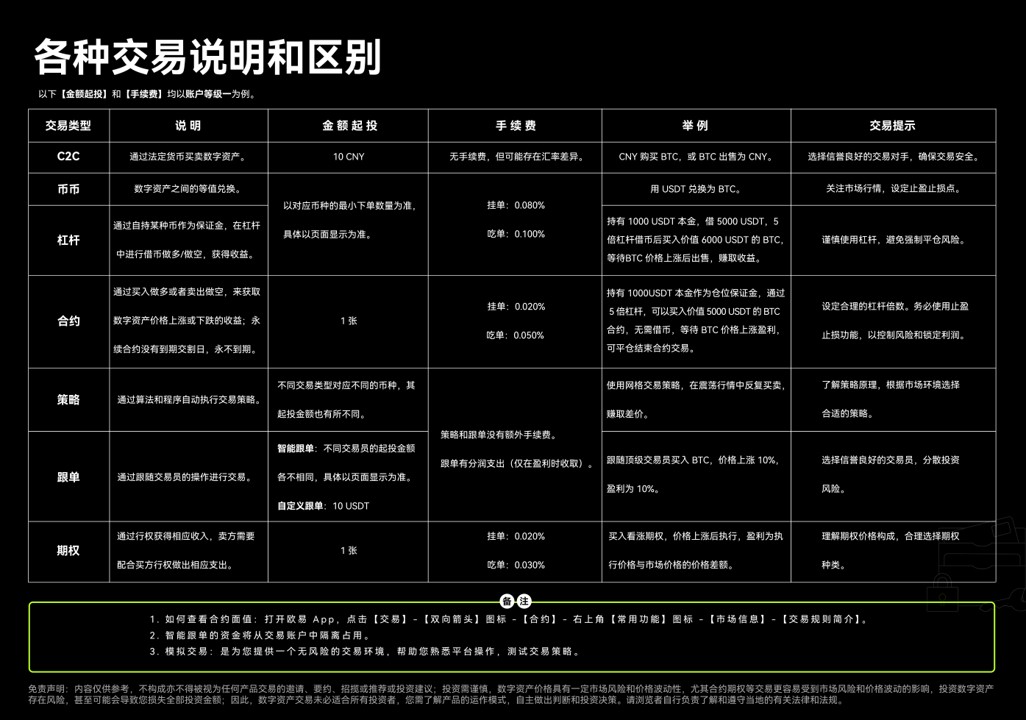 各种交易说明和区别
以下【金额起投】和【手续费】均以账户等级一为例。
交易类型 说明 金额起投 手续费 举例 交易提示
C2C 通过法定货币买卖数字资产。 10 CNY 无手续费，但可能存在汇率差异。 CNY 购买 BTC，或 BTC 出售为 CNY。 选择信誉良好的交易对手，确保交易安全。
币币 数字资产之间的等值兑换。
以对应币种的最小下单数量为准，
具体以页面显示为准。
挂单：0.080%
吃单：0.100%
用 USDT 兑换为 BTC。
关注市场行情，设定止盈止损点。
杠杆
通过自持某种币作为保证金，在杠杆
中进行借币做多/做空，获得收益。
持有 1000 USDT 本金，借 5000 USDT，5
倍杠杆借币后买入价值 6000 USDT 的 BTC，
等待BTC 价格上涨后出售，赚取收益。
谨慎使用杠杆，避免强制平仓风险。
合约
通过买入做多或者卖出做空，来获取
数字资产价格上涨或下跌的收益；永
续合约没有到期交割日，永不到期。
1 张
挂单：0.020%
吃单：0.050%
持有 1000USDT 本金作为仓位保证金，通过
5 倍杠杆，可以买入价值 5000 USDT 的 BTC
合约，无需借币，等待 BTC 价格上涨盈利，
可平仓结束合约交易。
设定合理的杠杆倍数。务必使用止盈
止损功能，以控制风险和锁定利润。
策略
通过算法和程序自动执行交易策略。
不同交易类型对应不同的币种，其
起投金额也有所不同。
策略和跟单没有额外手续费。
跟单有分润支出（仅在盈利时收取）。
使用网格交易策略，在震荡行情中反复买卖，
赚取差价。
了解策略原理，根据市场环境选择
合适的策略。
跟单
通过跟随交易员的操作进行交易。
智能跟单：不同交易员的起投金额
各不相同，具体以页面显示为准。
自定义跟单：10 USDT
跟随顶级交易员买入 BTC，价格上涨 10%，
盈利为 10%。
选择信誉良好的交易员，分散投资
风险。
期权
通过行权获得相应收入，卖方需要
配合买方行权做出相应支出。
1 张
挂单：0.020%
吃单：0.030%
买入看涨期权，价格上涨后执行，盈利为执
行价格与市场价格的价格差额。
理解期权价格构成，合理选择期权
种类。
备注
1. 如何查看合约面值：打开欧易 App，点击【交易】-【双向箭头】图标 -【合约】- 右上角【常用功能】图标 -【市场信息】-【交易规则简介】。
2. 智能跟单的资金将从交易账户中隔离占用。
3. 模拟交易：是为您提供一个无风险的交易环境，帮助您熟悉平台操作，测试交易策略。
免责声明：内容仅供参考，不构成亦不得被视为任何产品交易的邀请、要约、招揽或推荐或投资建议；投资需谨慎，数字资产价格具有一定市场风险和价格波动性，尤其合约期权等交易更容易受到市场风险和价格波动的影响，投资数字资产
存在风险，甚至可能会导致您损失全部投资金额；因此，数字资产交易未必适合所有投资者，您需了解产品的运作模式，自主做出判断和投资决策。请浏览者自行负责了解和遵守当地的有关法律和法规。